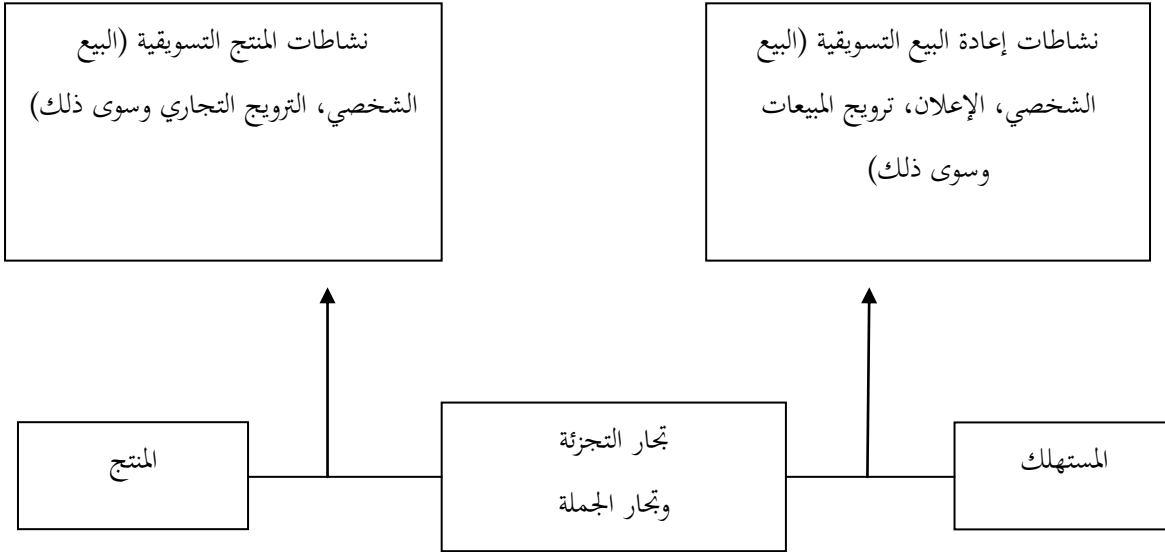 نشاطات إعادة البيع التسويقية (البيع
الشخصي، الإعلان، ترويج المبيعات
وسوى ذلك)
نشاطات المنتج التسويقية (البيع
الشخصي، الترويج التجاري وسوى ذلك)
المستهلك
تجار التجزئة
وتجار الجملة
المنتج